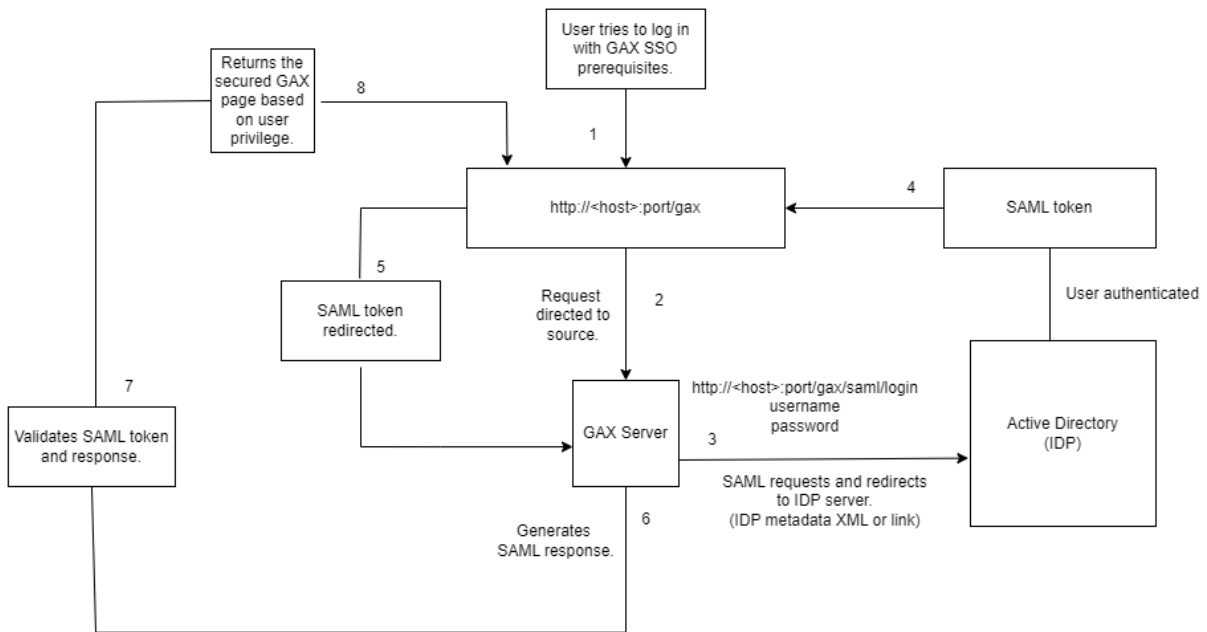 User tries to log in
with GAX SSO
prerequisites.
Returns the
secured GAX
page based
on user
privilege.
8
1
http://<host>:port/gax
4
SAML token
5
SAML token
redirected.
Request
directed to
source.
2
User authenticated
7
Validates SAML token
and response.
GAX Server
http://<host>:port/gax/saml/login
username
password
3
SAML requests and redirects
to IDP server.
(IDP metadata XML or link)
Active Directory
(IDP)
Generates
SAML response.
6